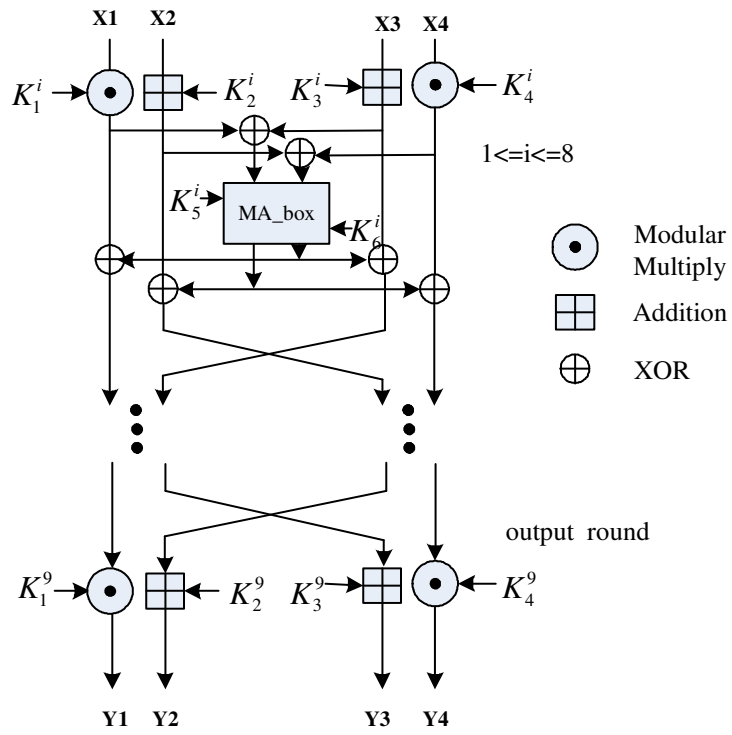 X1 X2 X3 X4
K₁ⁱ K₂ⁱ K₃ⁱ K₄ⁱ
1<=i<=8
K₅ⁱ MA_box K₆ⁱ
Modular
Multiply
Addition
XOR
output round
K₁⁹ K₂⁹ K₃⁹ K₄⁹
Y1 Y2 Y3 Y4